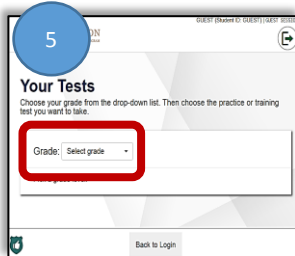 GUEST (Student ID: GUEST) | GUEST
5
ON
Your Tests
Choose your grade from the drop-down list. Then choose the practice or training
test you want to take.
Grade: Select grade
Back to Login